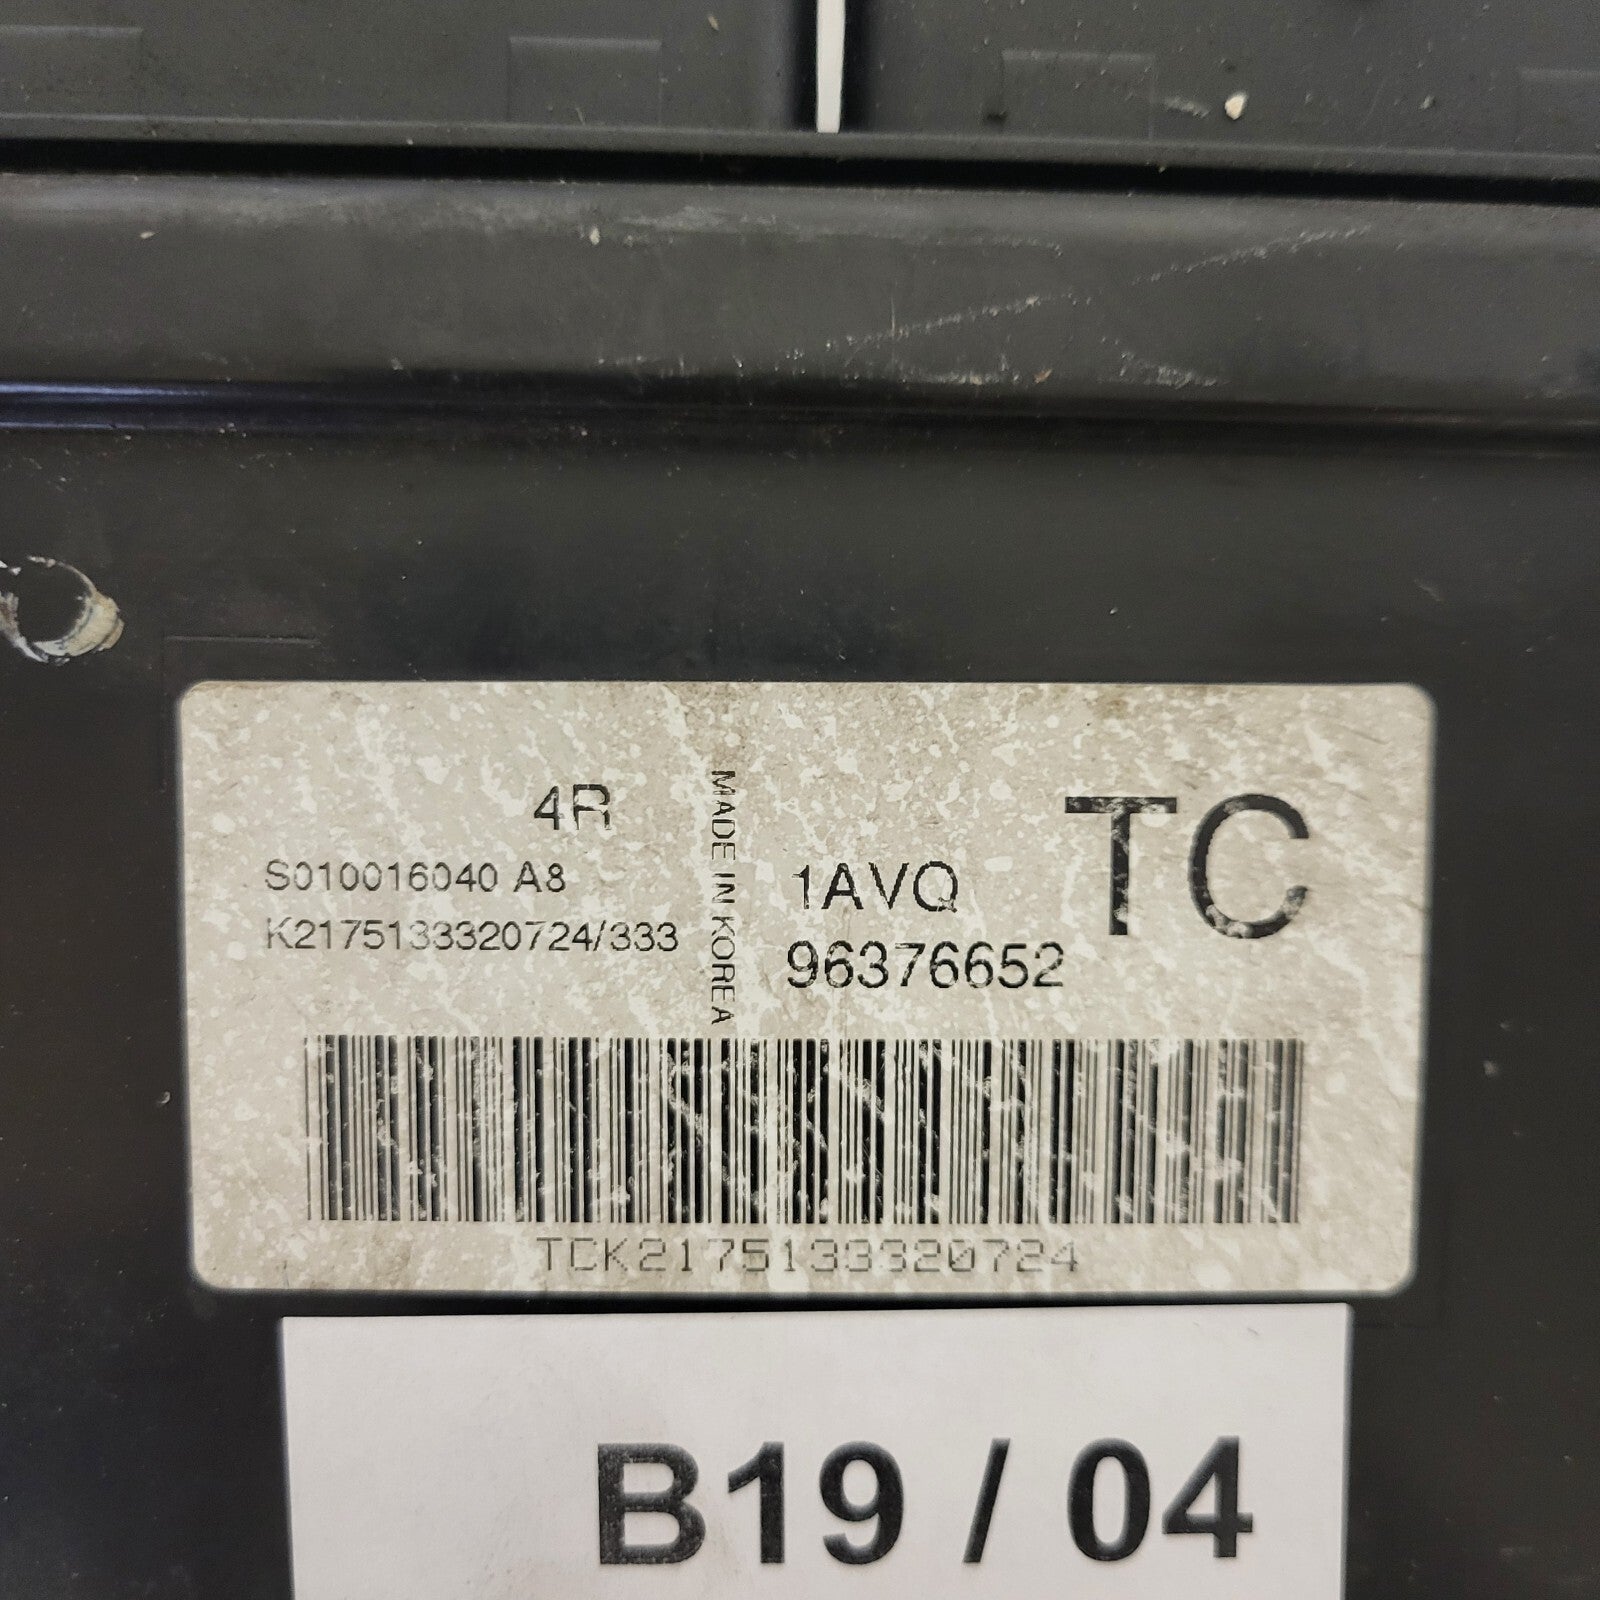 4R
S010016040 A8
K2175133320724/333
MADE IN KOREA
1AVQ
96376652
TC
TCK2175133320724
B19 / 04